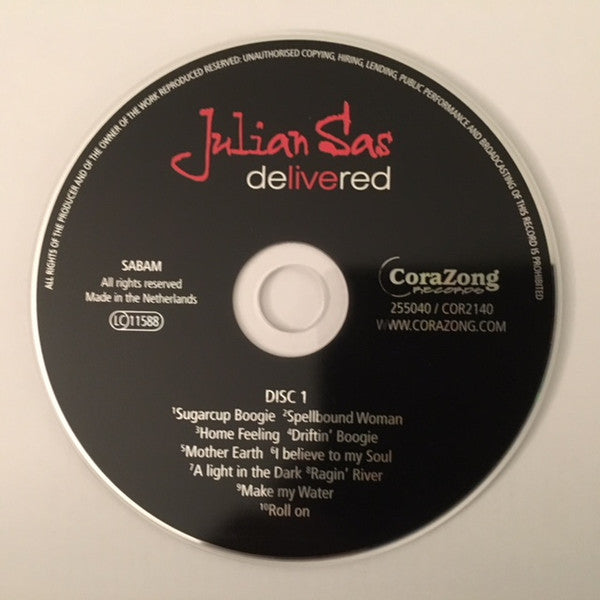 ALL RIGHTS OF THE PRODUCER AND OF THE OWNER OF THE WORK REPRODUCED RESERVED: UNAUTHORISED COPYING, HIRING, LENDING, PUBLIC PERFORMANCE AND BROADCASTING OF THIS RECORD IS PROHIBITED
Julian Sas
delivered
SABAM
All rights reserved
Made in the Netherlands
LC11588
CoraZong
RECORDS
255040 / COR2140
WWW.CORAZONG.COM
DISC 1
¹Sugarcup Boogie ²Spellbound Woman
³Home Feeling ⁴Driftin' Boogie
⁵Mother Earth ⁶I believe to my Soul
⁷A light in the Dark ⁸Ragin' River
⁹Make my Water
¹⁰Roll on